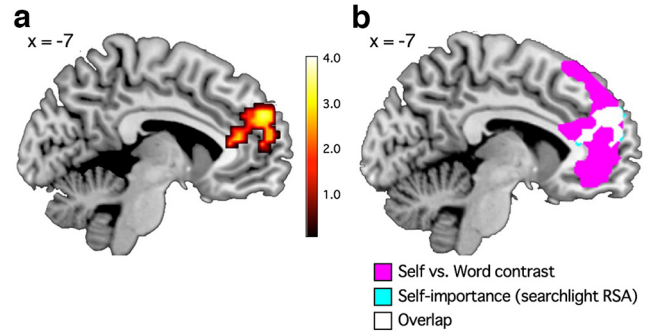 a
x = -7
4.0
3.0
2.0
1.0
b
x = -7
Self vs. Word contrast
Self-importance (searchlight RSA)
Overlap